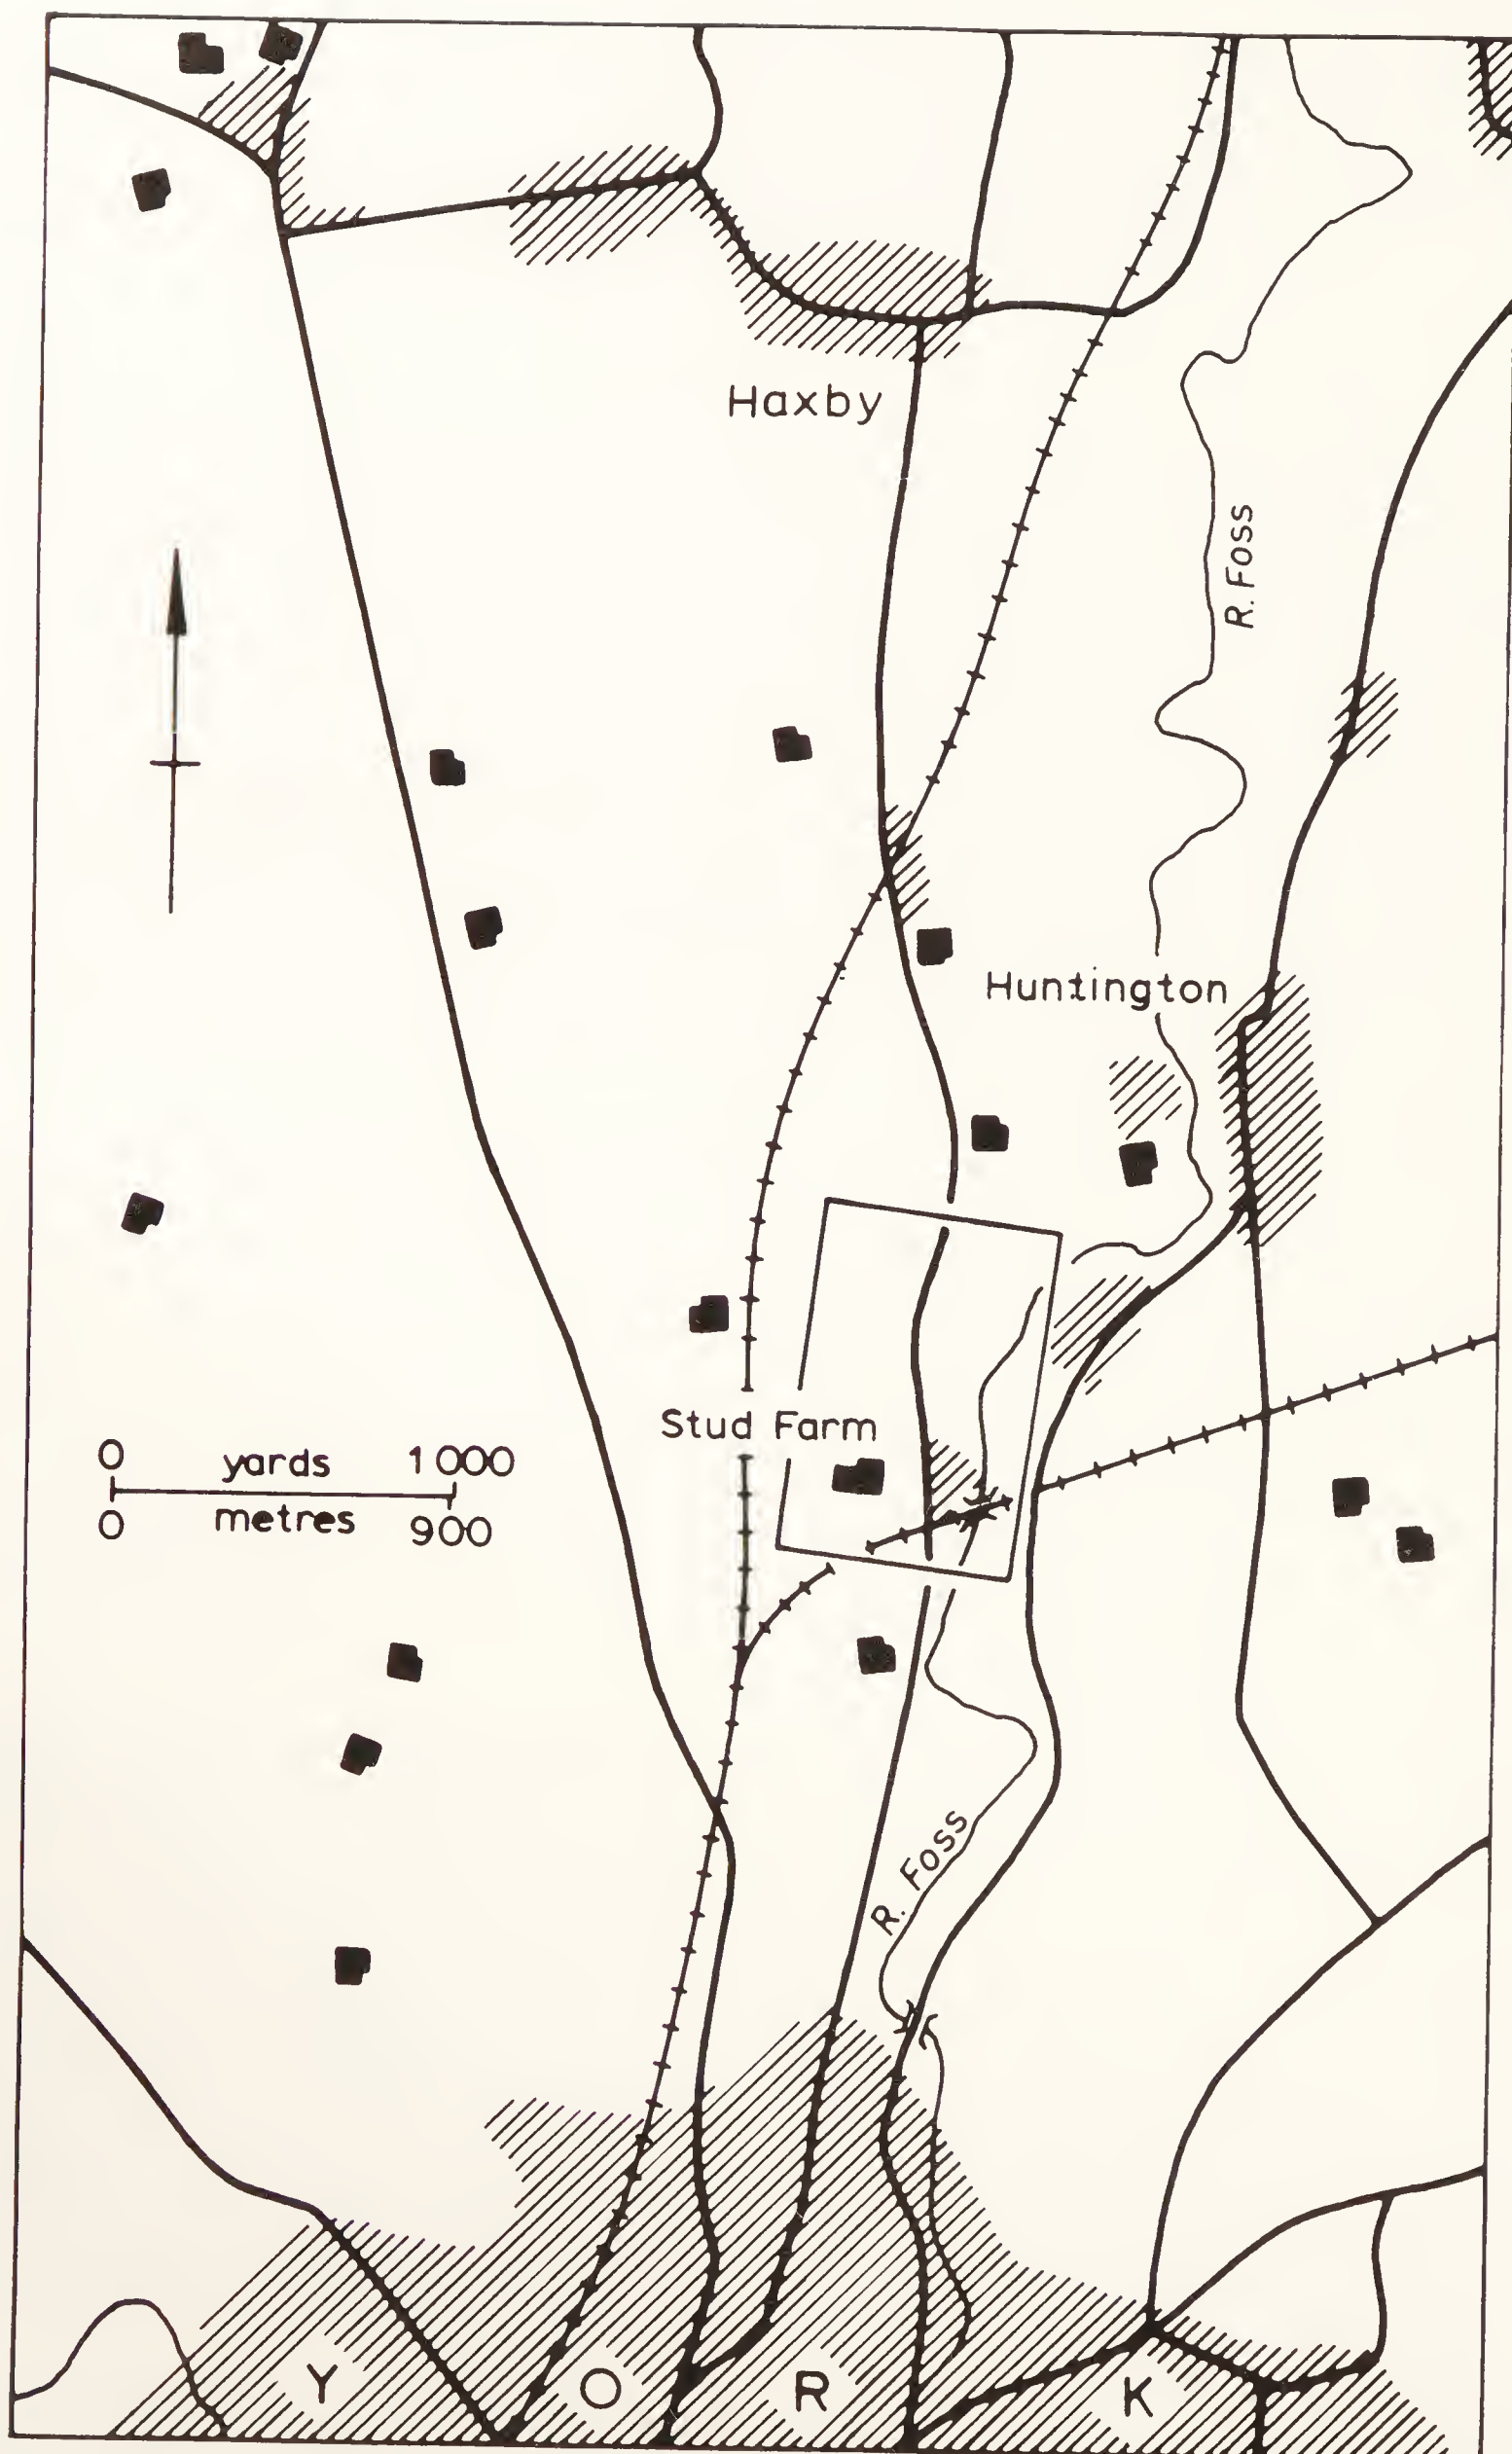 Haxby
R. Foss
Huntington
Stud Farm
0 yards 1000
0 metres 900
R. Foss
Y O R K